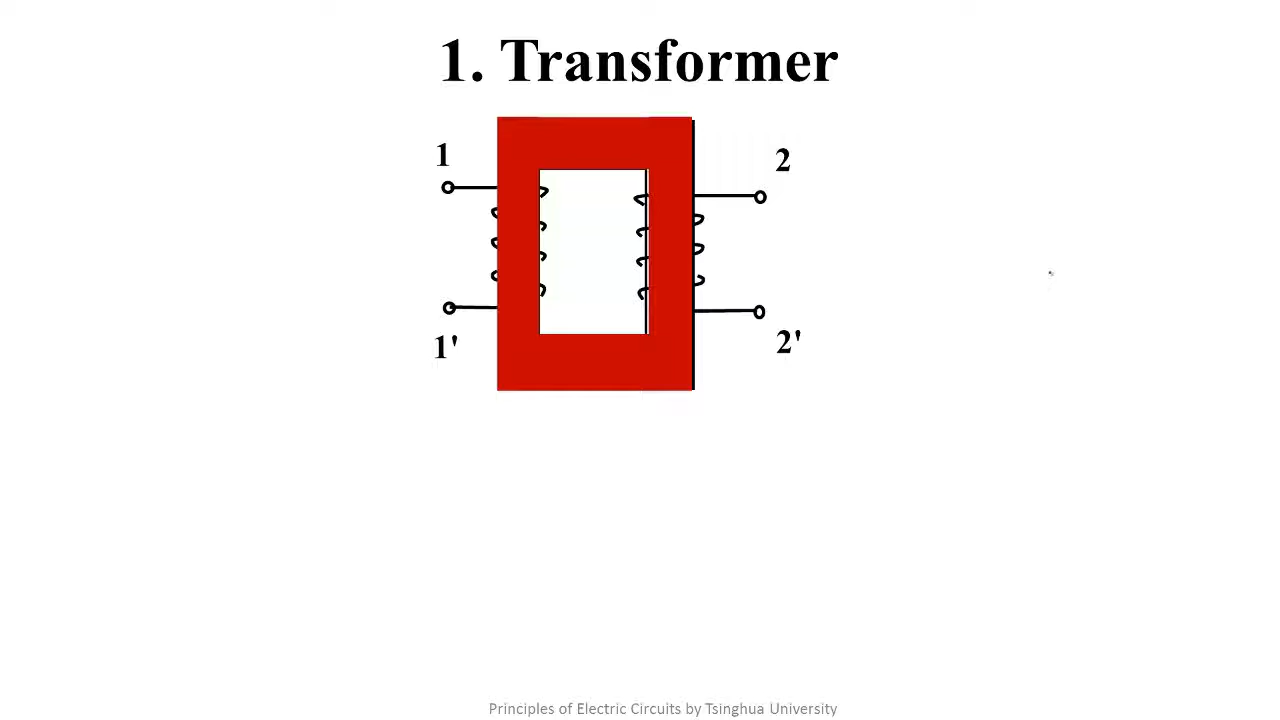 1. Transformer
1
2
1'
2'
Principles of Electric Circuits by Tsinghua University